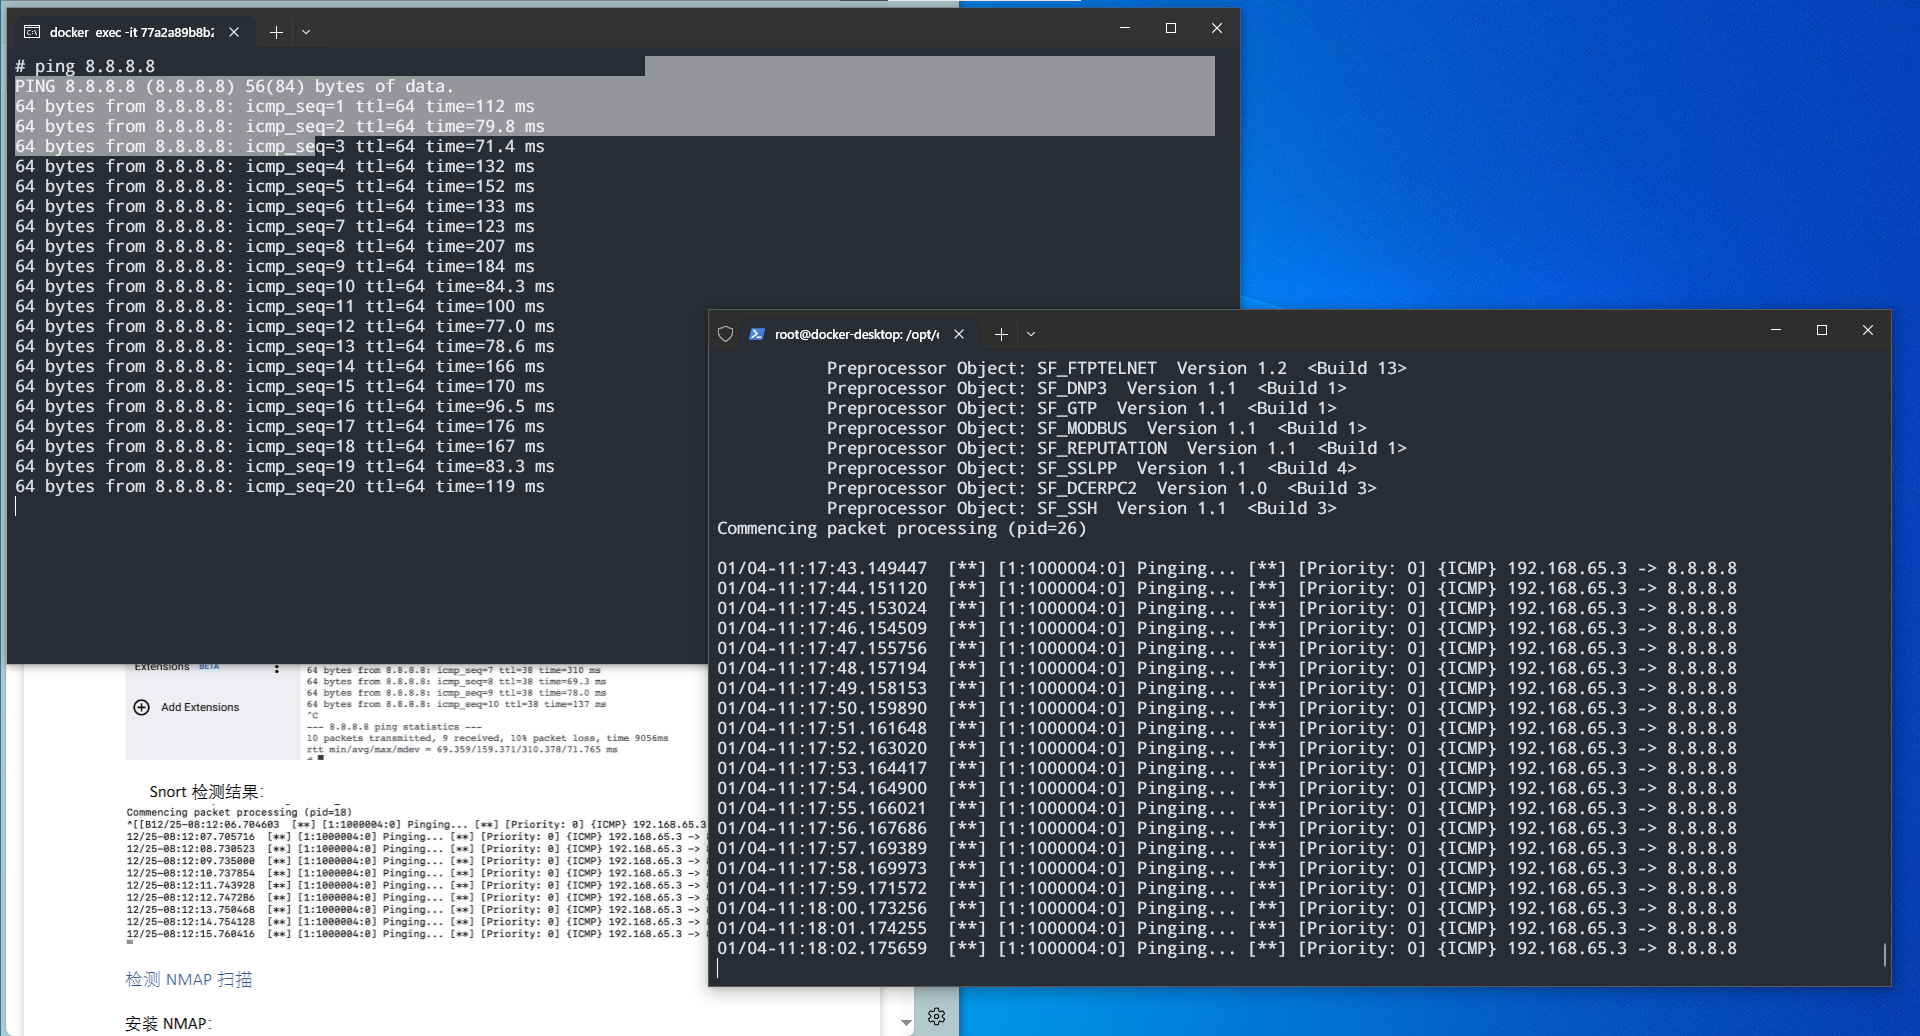 docker exec -it 77a2a89b8b2
# ping 8.8.8.8
PING 8.8.8.8 (8.8.8.8) 56(84) bytes of data.
64 bytes from 8.8.8.8: icmp_seq=1 ttl=64 time=112 ms
64 bytes from 8.8.8.8: icmp_seq=2 ttl=64 time=79.8 ms
64 bytes from 8.8.8.8: icmp_seq=3 ttl=64 time=71.4 ms
64 bytes from 8.8.8.8: icmp_seq=4 ttl=64 time=132 ms
64 bytes from 8.8.8.8: icmp_seq=5 ttl=64 time=152 ms
64 bytes from 8.8.8.8: icmp_seq=6 ttl=64 time=133 ms
64 bytes from 8.8.8.8: icmp_seq=7 ttl=64 time=123 ms
64 bytes from 8.8.8.8: icmp_seq=8 ttl=64 time=207 ms
64 bytes from 8.8.8.8: icmp_seq=9 ttl=64 time=184 ms
64 bytes from 8.8.8.8: icmp_seq=10 ttl=64 time=84.3 ms
64 bytes from 8.8.8.8: icmp_seq=11 ttl=64 time=100 ms
64 bytes from 8.8.8.8: icmp_seq=12 ttl=64 time=77.0 ms
64 bytes from 8.8.8.8: icmp_seq=13 ttl=64 time=78.6 ms
64 bytes from 8.8.8.8: icmp_seq=14 ttl=64 time=166 ms
64 bytes from 8.8.8.8: icmp_seq=15 ttl=64 time=170 ms
64 bytes from 8.8.8.8: icmp_seq=16 ttl=64 time=96.5 ms
64 bytes from 8.8.8.8: icmp_seq=17 ttl=64 time=176 ms
64 bytes from 8.8.8.8: icmp_seq=18 ttl=64 time=167 ms
64 bytes from 8.8.8.8: icmp_seq=19 ttl=64 time=83.3 ms
64 bytes from 8.8.8.8: icmp_seq=20 ttl=64 time=119 ms
root@docker-desktop: /opt/
Preprocessor Object: SF_FTPTELNET Version 1.2 <Build 13>
Preprocessor Object: SF_DNP3 Version 1.1 <Build 1>
Preprocessor Object: SF_GTP Version 1.1 <Build 1>
Preprocessor Object: SF_MODBUS Version 1.1 <Build 1>
Preprocessor Object: SF_REPUTATION Version 1.1 <Build 1>
Preprocessor Object: SF_SSLPP Version 1.1 <Build 4>
Preprocessor Object: SF_DCERPC2 Version 1.0 <Build 3>
Preprocessor Object: SF_SSH Version 1.1 <Build 3>
Commencing packet processing (pid=26)
01/04-11:17:43.149447 [**] [1:1000004:0] Pinging... [**] [Priority: 0] {ICMP} 192.168.65.3 -> 8.8.8.8
01/04-11:17:44.151120 [**] [1:1000004:0] Pinging... [**] [Priority: 0] {ICMP} 192.168.65.3 -> 8.8.8.8
01/04-11:17:45.153024 [**] [1:1000004:0] Pinging... [**] [Priority: 0] {ICMP} 192.168.65.3 -> 8.8.8.8
01/04-11:17:46.154509 [**] [1:1000004:0] Pinging... [**] [Priority: 0] {ICMP} 192.168.65.3 -> 8.8.8.8
01/04-11:17:47.155756 [**] [1:1000004:0] Pinging... [**] [Priority: 0] {ICMP} 192.168.65.3 -> 8.8.8.8
01/04-11:17:48.157194 [**] [1:1000004:0] Pinging... [**] [Priority: 0] {ICMP} 192.168.65.3 -> 8.8.8.8
01/04-11:17:49.158153 [**] [1:1000004:0] Pinging... [**] [Priority: 0] {ICMP} 192.168.65.3 -> 8.8.8.8
01/04-11:17:50.159890 [**] [1:1000004:0] Pinging... [**] [Priority: 0] {ICMP} 192.168.65.3 -> 8.8.8.8
01/04-11:17:51.161648 [**] [1:1000004:0] Pinging... [**] [Priority: 0] {ICMP} 192.168.65.3 -> 8.8.8.8
01/04-11:17:52.163020 [**] [1:1000004:0] Pinging... [**] [Priority: 0] {ICMP} 192.168.65.3 -> 8.8.8.8
01/04-11:17:53.164417 [**] [1:1000004:0] Pinging... [**] [Priority: 0] {ICMP} 192.168.65.3 -> 8.8.8.8
01/04-11:17:54.164900 [**] [1:1000004:0] Pinging... [**] [Priority: 0] {ICMP} 192.168.65.3 -> 8.8.8.8
01/04-11:17:55.166021 [**] [1:1000004:0] Pinging... [**] [Priority: 0] {ICMP} 192.168.65.3 -> 8.8.8.8
01/04-11:17:56.167686 [**] [1:1000004:0] Pinging... [**] [Priority: 0] {ICMP} 192.168.65.3 -> 8.8.8.8
01/04-11:17:57.169389 [**] [1:1000004:0] Pinging... [**] [Priority: 0] {ICMP} 192.168.65.3 -> 8.8.8.8
01/04-11:17:58.169973 [**] [1:1000004:0] Pinging... [**] [Priority: 0] {ICMP} 192.168.65.3 -> 8.8.8.8
01/04-11:17:59.171572 [**] [1:1000004:0] Pinging... [**] [Priority: 0] {ICMP} 192.168.65.3 -> 8.8.8.8
01/04-11:18:00.173256 [**] [1:1000004:0] Pinging... [**] [Priority: 0] {ICMP} 192.168.65.3 -> 8.8.8.8
01/04-11:18:01.174255 [**] [1:1000004:0] Pinging... [**] [Priority: 0] {ICMP} 192.168.65.3 -> 8.8.8.8
01/04-11:18:02.175659 [**] [1:1000004:0] Pinging... [**] [Priority: 0] {ICMP} 192.168.65.3 -> 8.8.8.8
Extensions BETA
Add Extensions
64 bytes from 8.8.8.8: icmp_seq=7 ttl=38 time=310 ms
64 bytes from 8.8.8.8: icmp_seq=8 ttl=38 time=69.3 ms
64 bytes from 8.8.8.8: icmp_seq=9 ttl=38 time=78.0 ms
64 bytes from 8.8.8.8: icmp_seq=10 ttl=38 time=137 ms
^C
--- 8.8.8.8 ping statistics ---
10 packets transmitted, 9 received, 10% packet loss, time 9056ms
rtt min/avg/max/mdev = 69.359/159.371/310.378/71.765 ms
Snort 检测结果：
Commencing packet processing (pid=18)
^[[B12/25-08:12:06.704603 [**] [1:1000004:0] Pinging... [**] [Priority: 0] {ICMP} 192.168.65.3
12/25-08:12:07.705716 [**] [1:1000004:0] Pinging... [**] [Priority: 0] {ICMP} 192.168.65.3 ->
12/25-08:12:08.730523 [**] [1:1000004:0] Pinging... [**] [Priority: 0] {ICMP} 192.168.65.3 ->
12/25-08:12:09.735000 [**] [1:1000004:0] Pinging... [**] [Priority: 0] {ICMP} 192.168.65.3 ->
12/25-08:12:10.737854 [**] [1:1000004:0] Pinging... [**] [Priority: 0] {ICMP} 192.168.65.3 ->
12/25-08:12:11.743928 [**] [1:1000004:0] Pinging... [**] [Priority: 0] {ICMP} 192.168.65.3 ->
12/25-08:12:12.747286 [**] [1:1000004:0] Pinging... [**] [Priority: 0] {ICMP} 192.168.65.3 ->
12/25-08:12:13.750468 [**] [1:1000004:0] Pinging... [**] [Priority: 0] {ICMP} 192.168.65.3 ->
12/25-08:12:14.754128 [**] [1:1000004:0] Pinging... [**] [Priority: 0] {ICMP} 192.168.65.3 ->
12/25-08:12:15.760416 [**] [1:1000004:0] Pinging... [**] [Priority: 0] {ICMP} 192.168.65.3 ->
检测 NMAP 扫描
安装 NMAP：